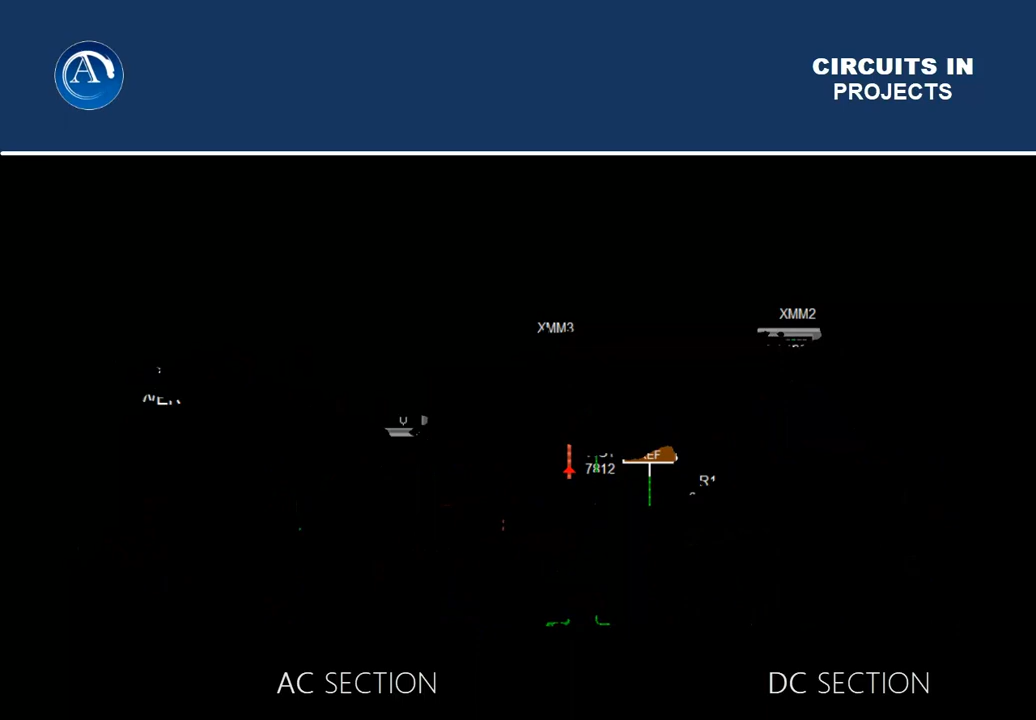 A
CIRCUITS IN
PROJECTS
XMM2
XMM3
7812
R1
AC SECTION
DC SECTION